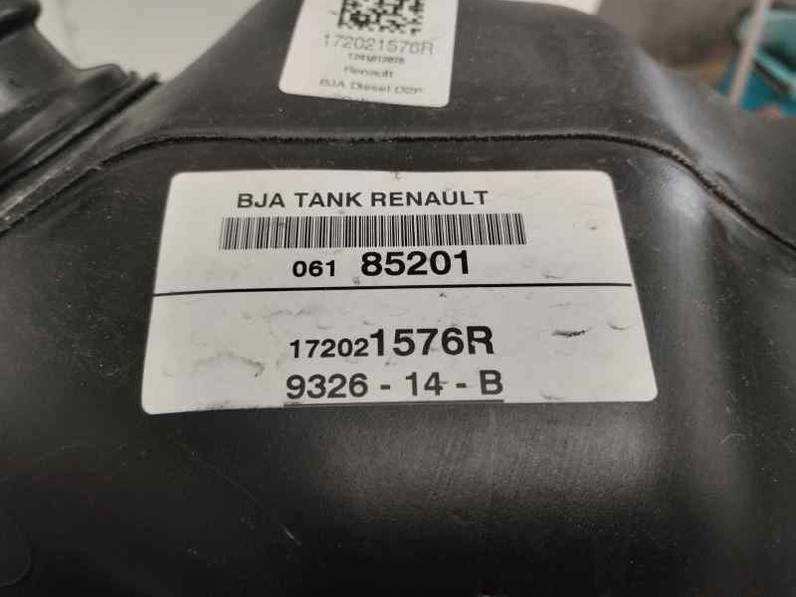 172021576R
Renault
BJA Diesel
BJA TANK RENAULT
061 85201
172021576R
9326 - 14 - B